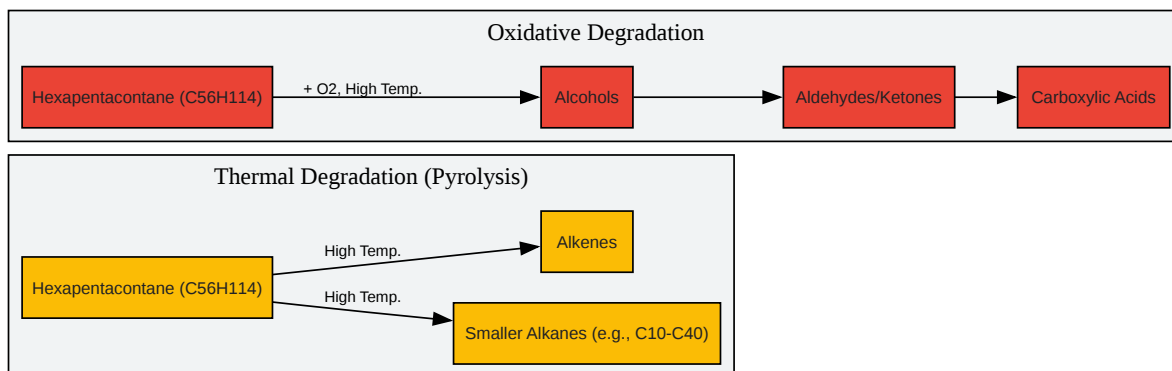 Oxidative Degradation
Hexapentacontane (C56H114)
+ O2, High Temp.
Alcohols
Aldehydes/Ketones
Carboxylic Acids
Thermal Degradation (Pyrolysis)
Hexapentacontane (C56H114)
High Temp.
Alkenes
High Temp.
Smaller Alkanes (e.g., C10-C40)